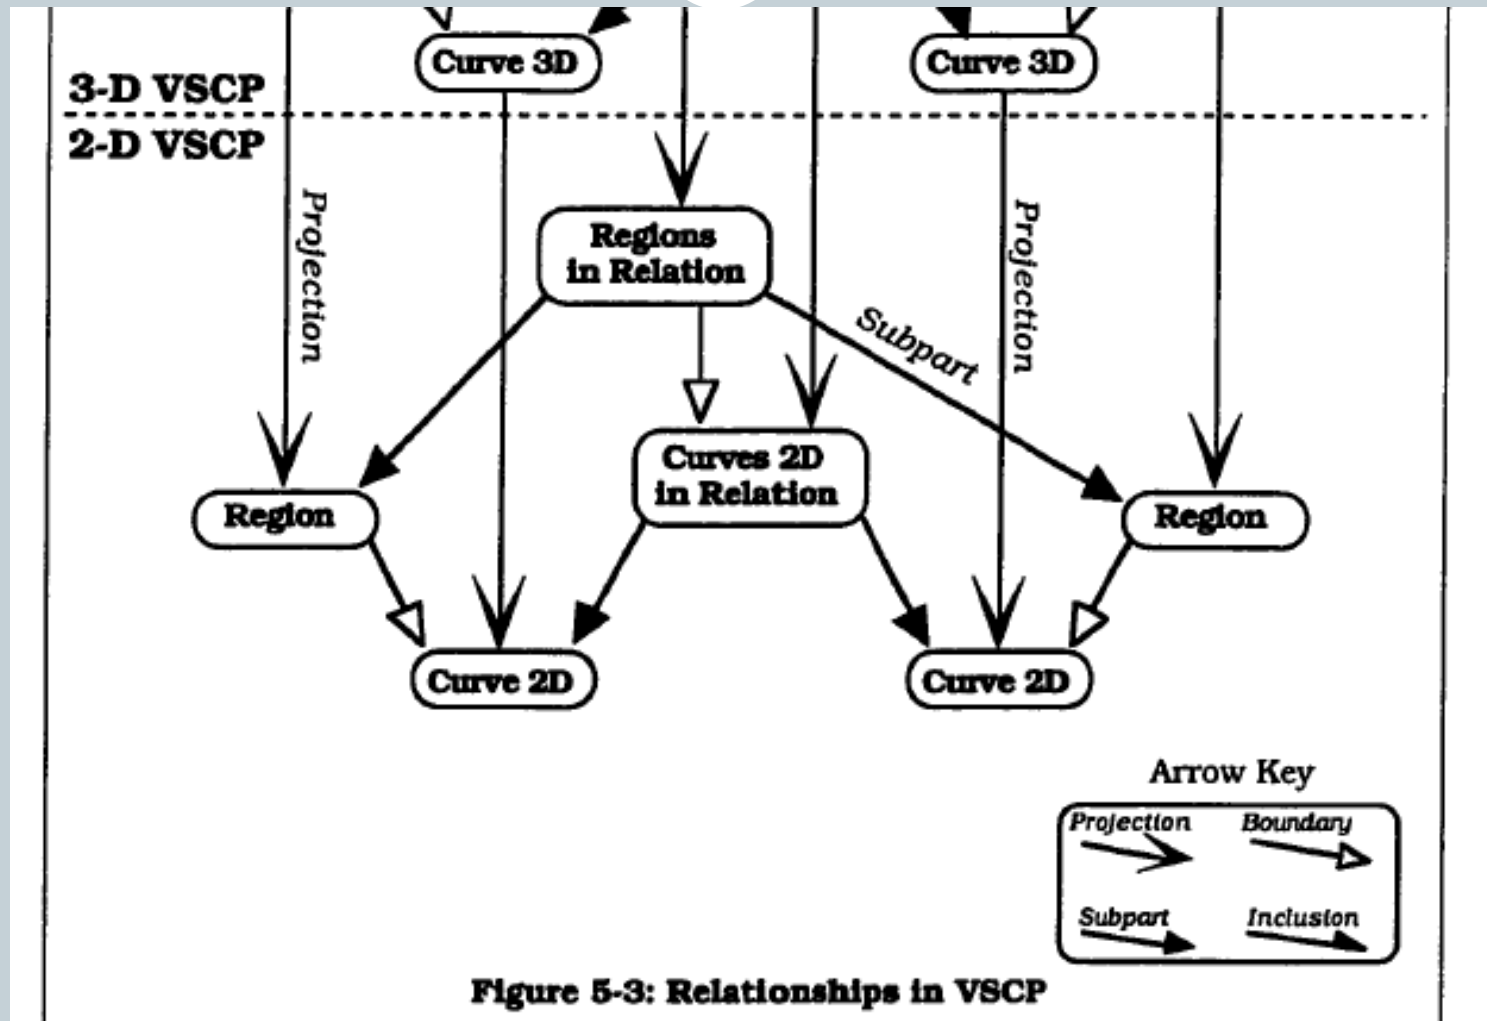 Curve 3D
Curve 3D
3-D VSCP
2-D VSCP
Projection
Projection
Regions
in Relation
Subpart
Curves 2D
in Relation
Region
Region
Curve 2D
Curve 2D
Arrow Key
Projection
Boundary
Subpart
Inclusion
Figure 5-3: Relationships in VSCP